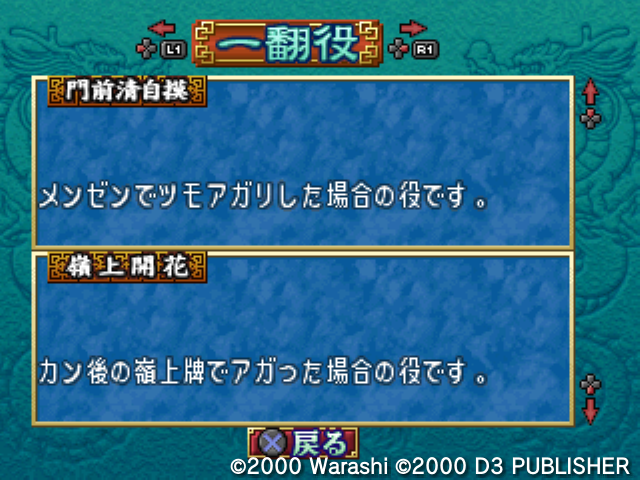 L1
一翻役
R1
門前清自摸
メンゼンでツモアガリした場合の役です。
嶺上開花
カン後の嶺上牌でアガった場合の役です。
戻る
©2000 Warashi ©2000 D3 PUBLISHER